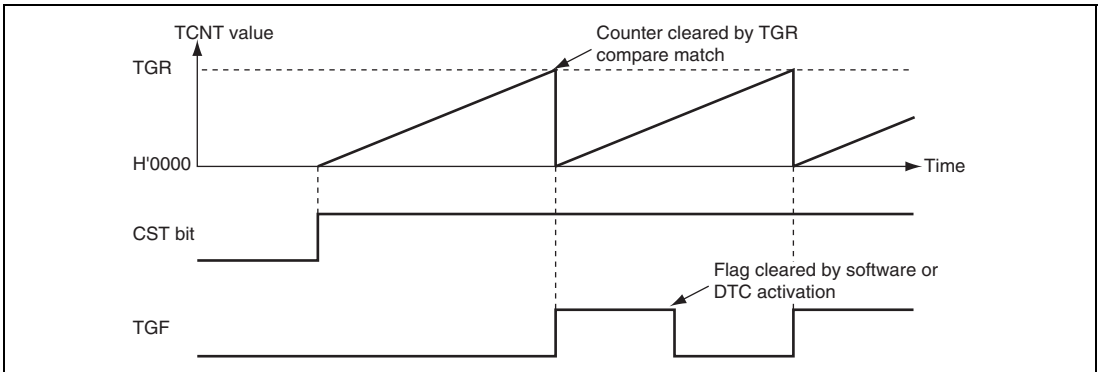 TCNT value
Counter cleared by TGR
compare match
TGR
H'0000
Time
CST bit
Flag cleared by software or
DTC activation
TGF